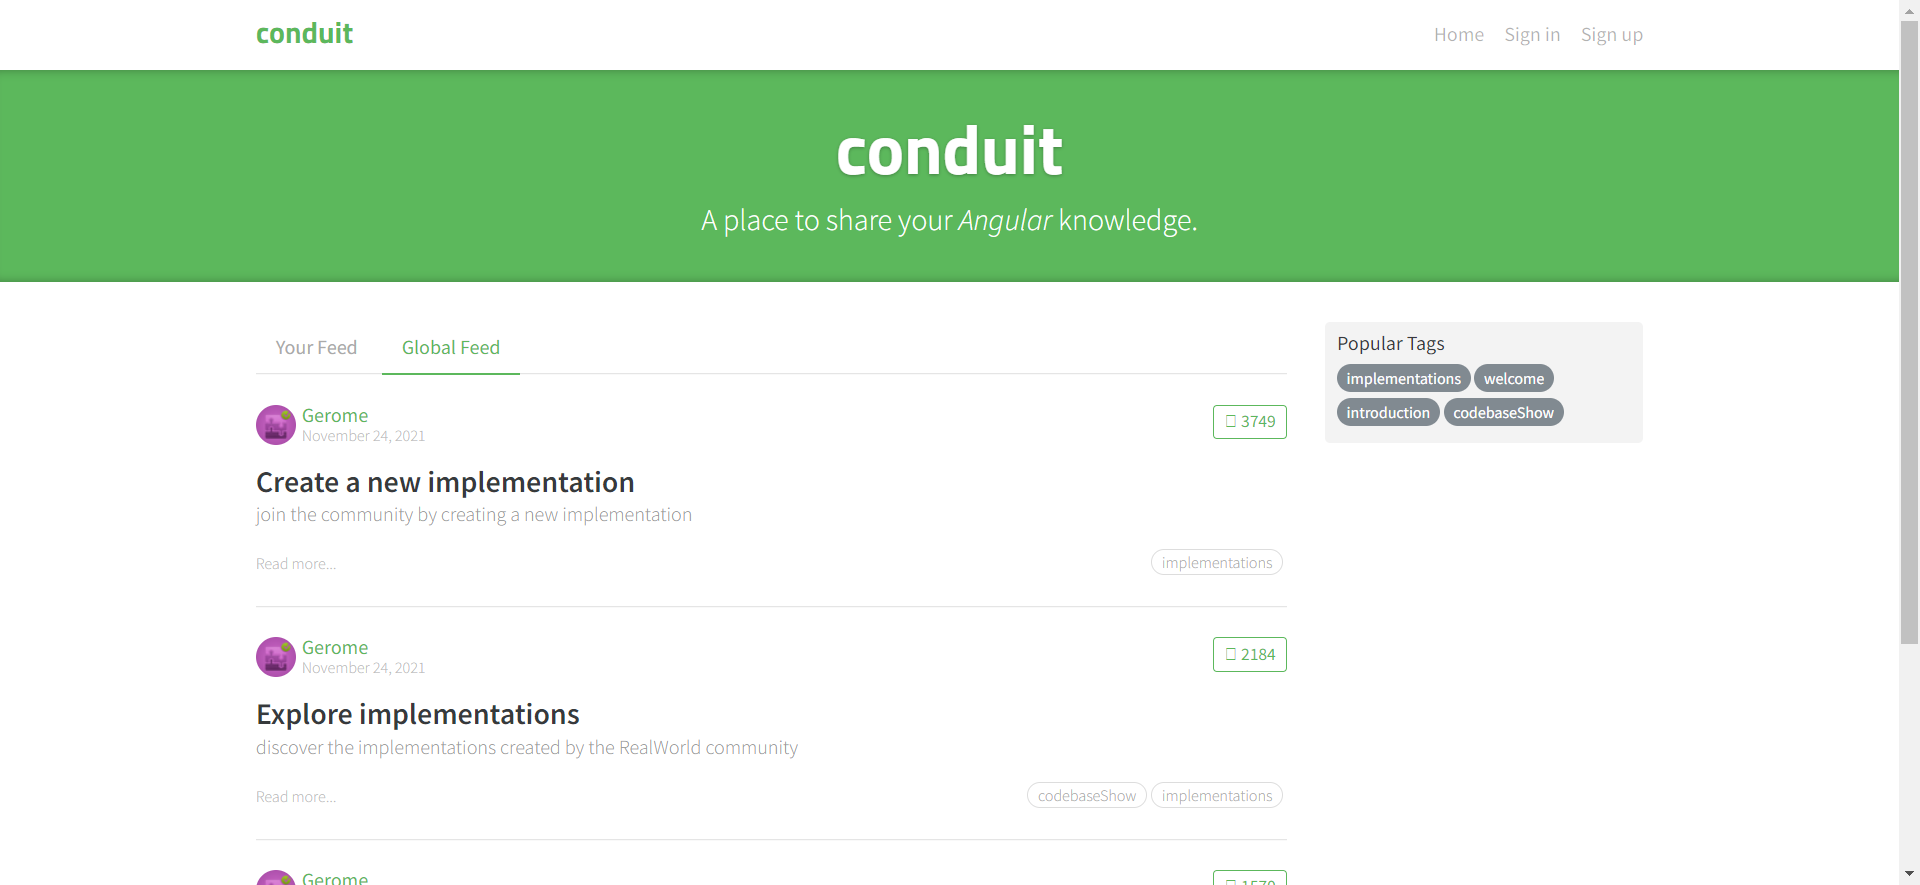 conduit
Home Sign in Sign up
conduit
A place to share your Angular knowledge.
Your Feed Global Feed
Popular Tags
implementations welcome
introduction codebaseShow
Gerome
November 24, 2021
3749
Create a new implementation
join the community by creating a new implementation
Read more...
implementations
Gerome
November 24, 2021
2184
Explore implementations
discover the implementations created by the RealWorld community
Read more...
codebaseShow implementations
Gerome